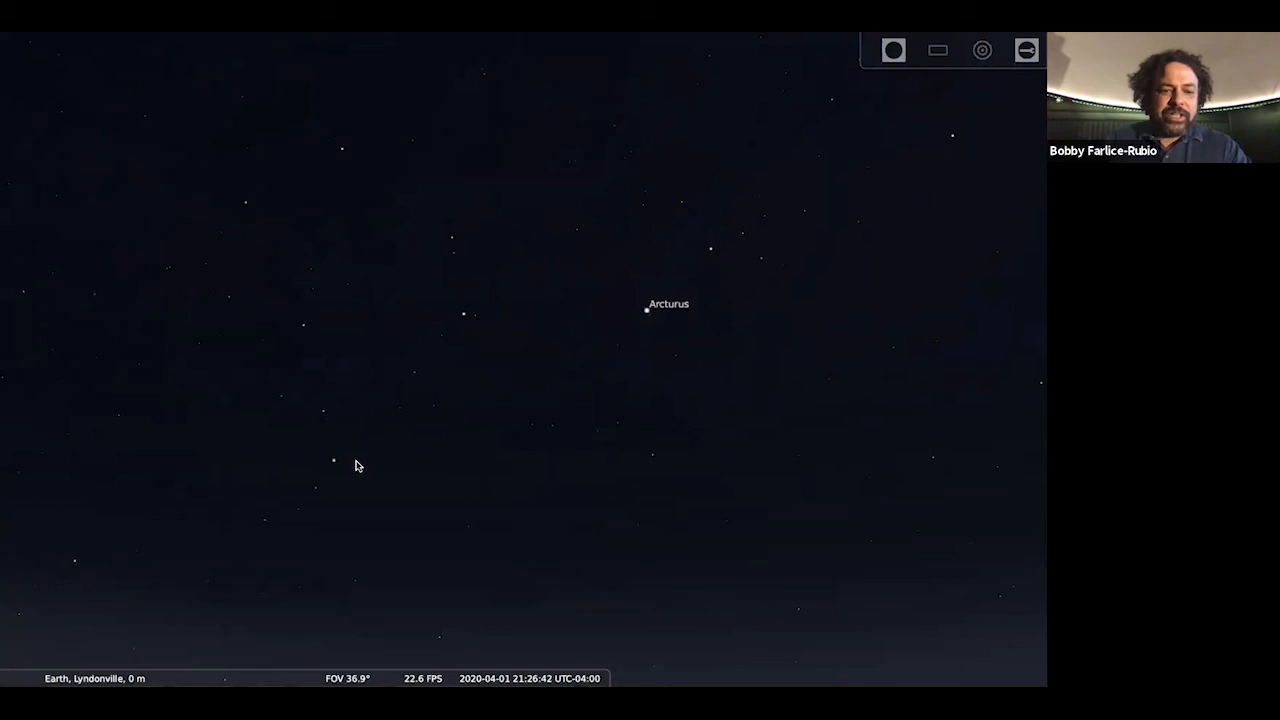 Bobby Farlice-Rubio
Arcturus
Earth, Lyndonville, 0 m FOV 36.9° 22.6 FPS 2020-04-01 21:26:42 UTC-04:00